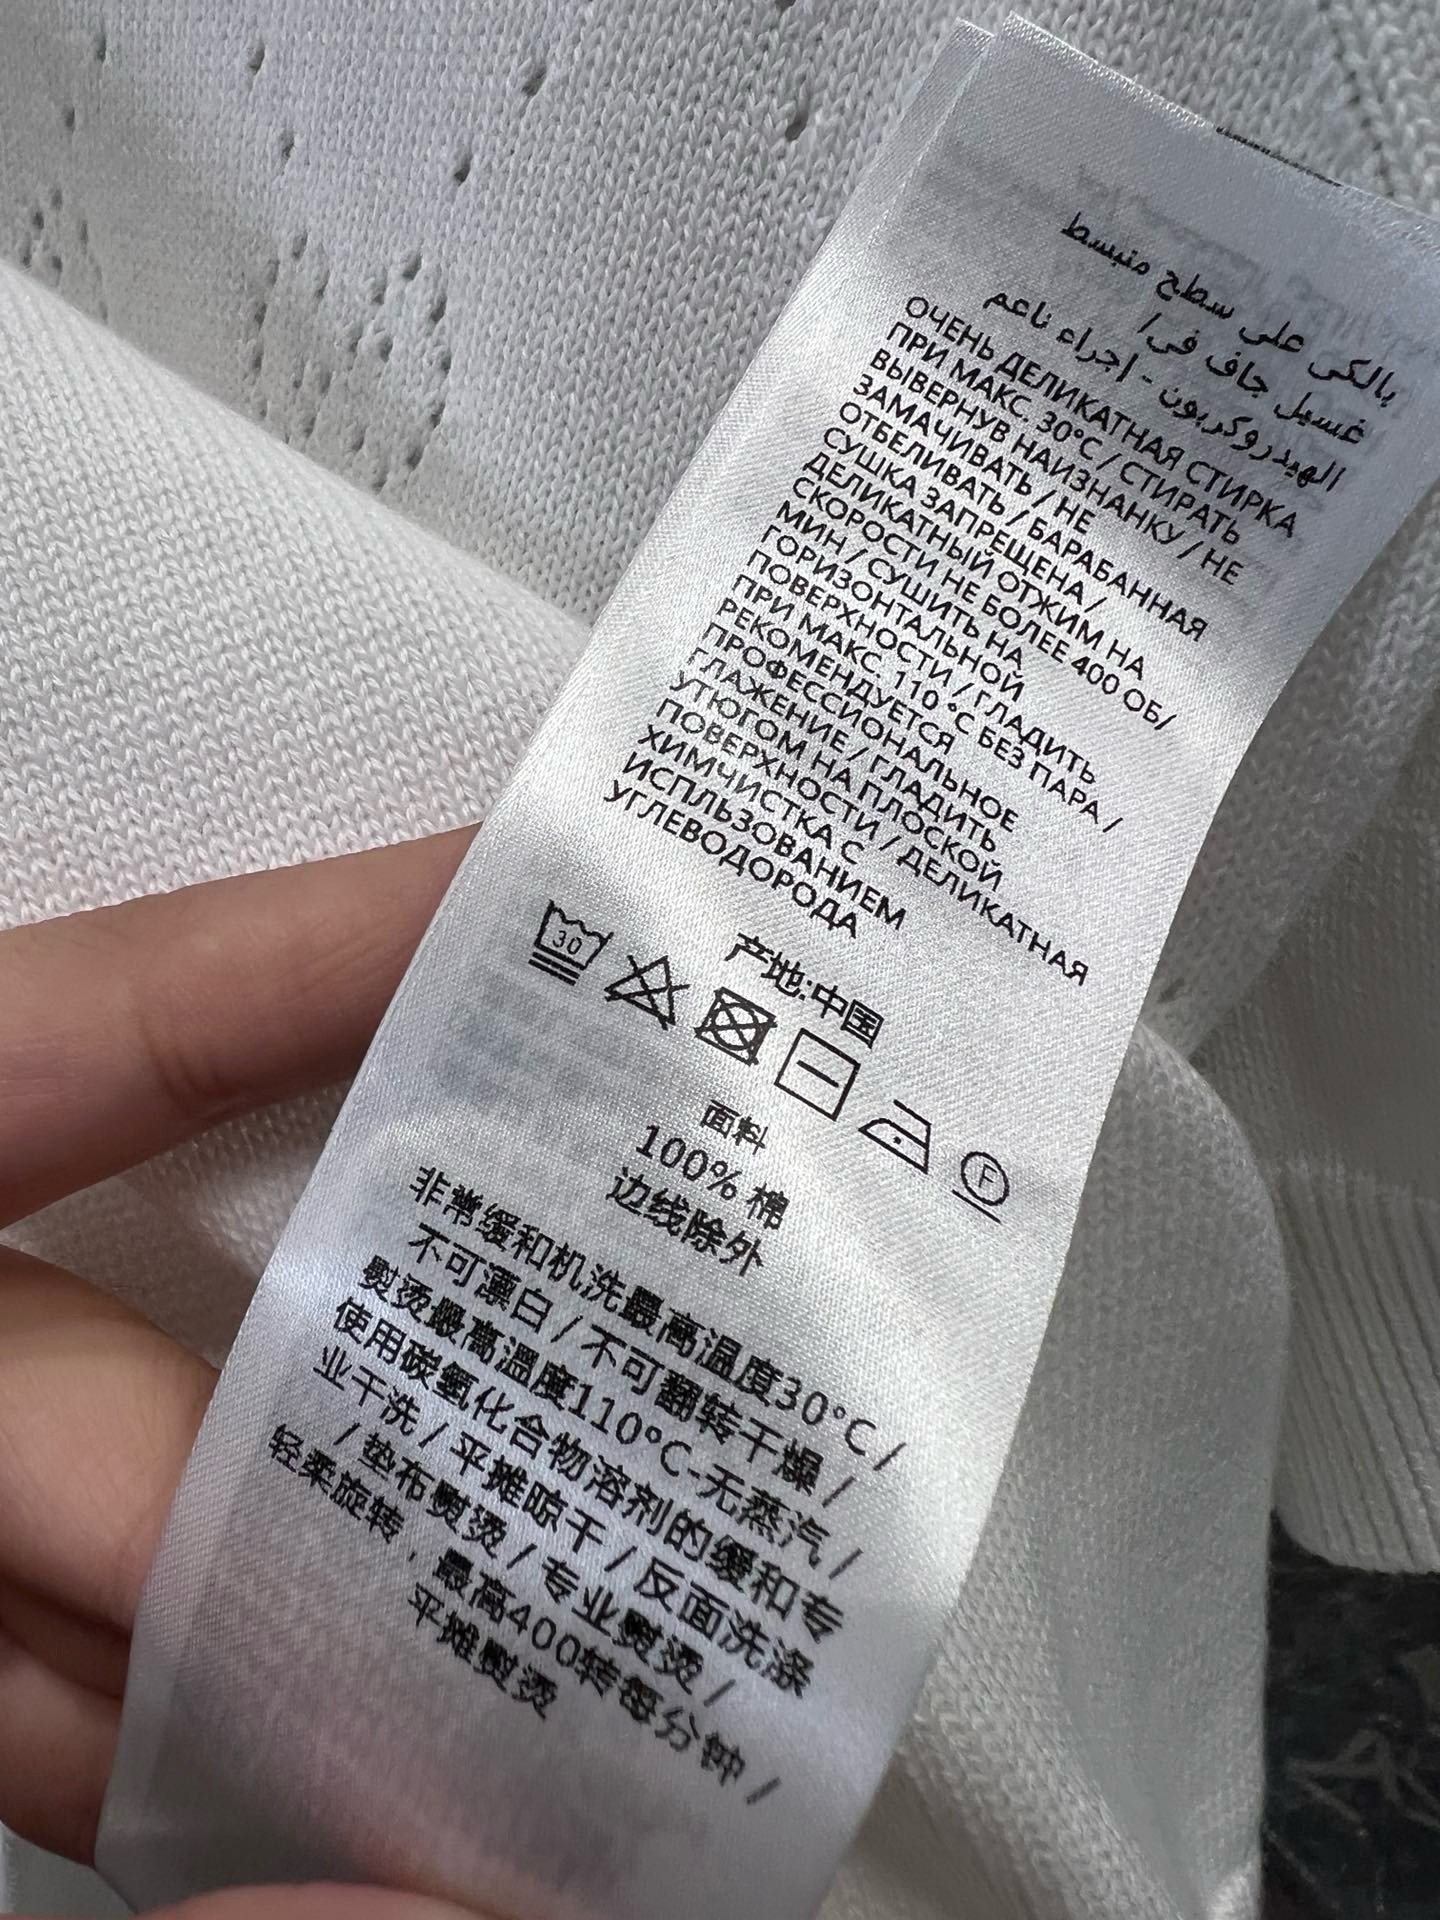 بالكى على سطح منبسط
غسيل جاف فى/
الهيدروكربون - إجراء ناعم
ОЧЕНЬ ДЕЛИКАТНАЯ СТИРКА
ПРИ МАКС. 30°C / СТИРАТЬ
ВЫВЕРНУВ НАИЗНАНКУ / НЕ
ЗАМАЧИВАТЬ / НЕ
ОТБЕЛИВАТЬ / БАРАБАННАЯ
СУШКА ЗАПРЕЩЕНА /
ДЕЛИКАТНЫЙ ОТЖИМ НА
СКОРОСТИ НЕ БОЛЕЕ 400 ОБ/
МИН / СУШИТЬ НА
ГОРИЗОНТАЛЬНОЙ
ПОВЕРХНОСТИ / ГЛАДИТЬ
ПРИ МАКС. 110 °C БЕЗ ПАРА /
РЕКОМЕНДУЕТСЯ
ПРОФЕССИОНАЛЬНОЕ
ГЛАЖЕНИЕ / ГЛАДИТЬ
УТЮГОМ НА ПЛОСКОЙ
ПОВЕРХНОСТИ / ДЕЛИКАТНАЯ
ХИМЧИСТКА С
ИСПЛЬЗОВАНИЕМ
УГЛЕВОДОРОДА
产地:中国
30
F
面料
100% 棉
边线除外
非常缓和机洗最高温度30°C /
不可漂白 / 不可翻转干燥 /
熨烫最高溫度110°C-无蒸汽 /
使用碳氢化合物溶剂的缓和专
业干洗 / 平摊晾干 / 反面洗涤
/ 垫布熨烫 / 专业熨烫 /
轻柔旋转，最高400转每分钟 /
平摊熨烫